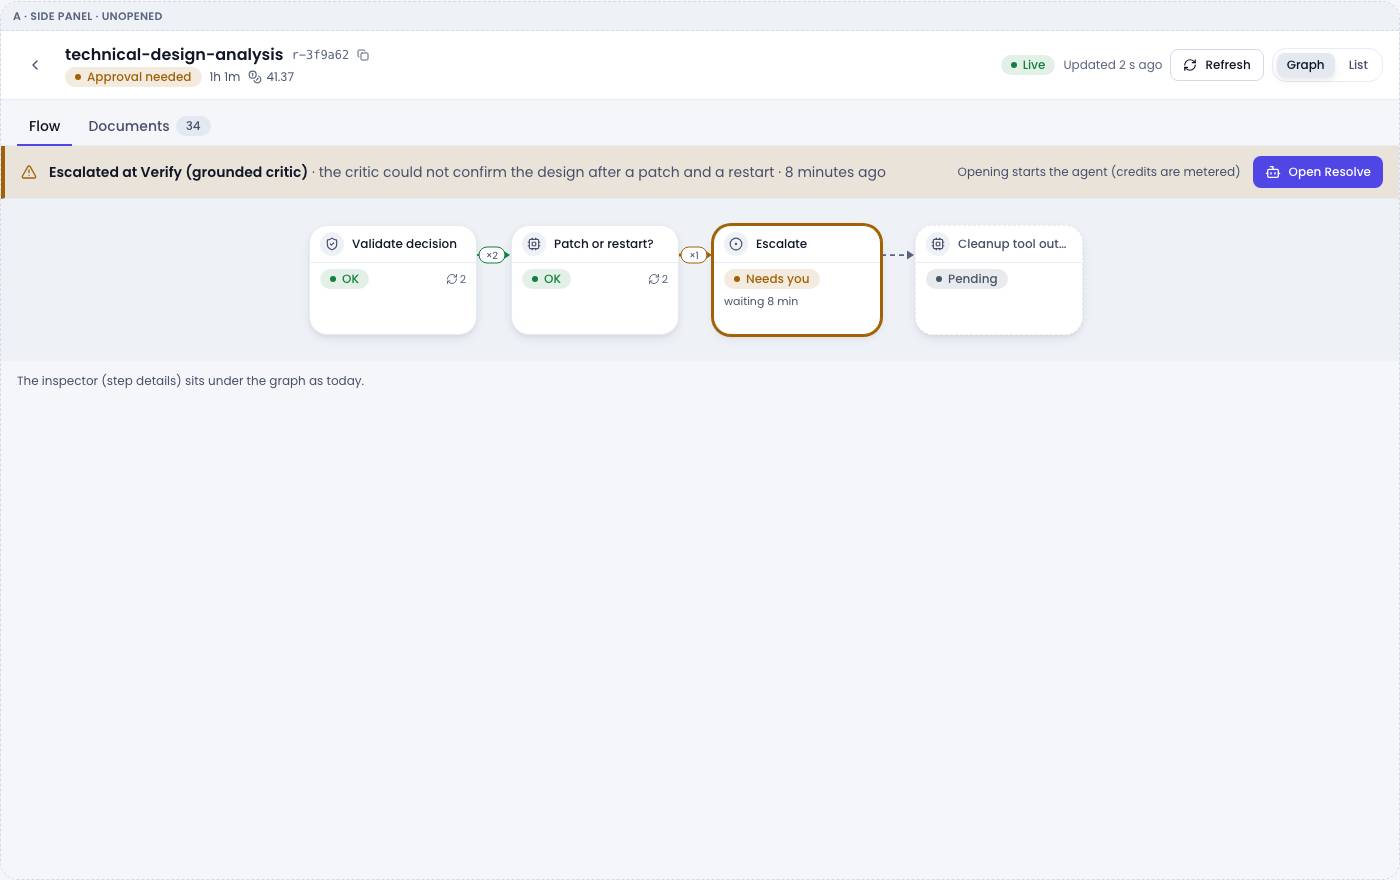 A · SIDE PANEL · UNOPENED
technical-design-analysis r–3f9a62
Approval needed 1h 1m 41.37
Live Updated 2 s ago Refresh Graph List
Flow Documents 34
Escalated at Verify (grounded critic) · the critic could not confirm the design after a patch and a restart · 8 minutes ago Opening starts the agent (credits are metered) Open Resolve
Validate decision ×2 Patch or restart? ×1 Escalate Cleanup tool out...
OK 2 OK 2 Needs you Pending
waiting 8 min
The inspector (step details) sits under the graph as today.